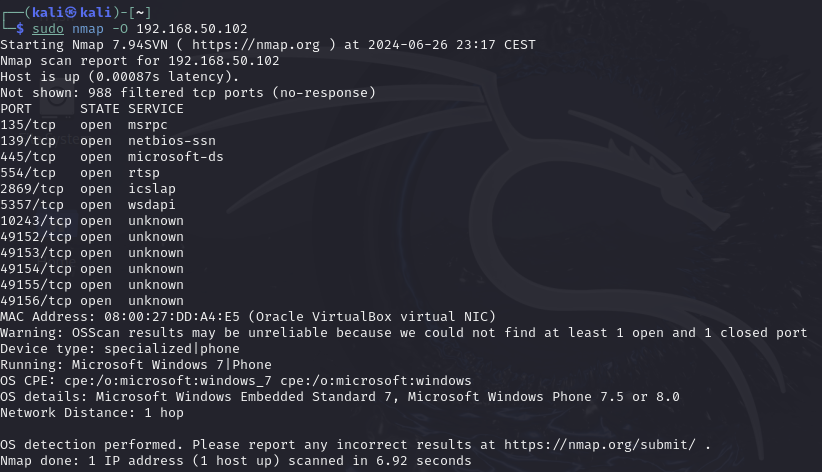 ┌──(kali㉿kali)-[~]
└─$ sudo nmap -O 192.168.50.102
Starting Nmap 7.94SVN ( https://nmap.org ) at 2024-06-26 23:17 CEST
Nmap scan report for 192.168.50.102
Host is up (0.00087s latency).
Not shown: 988 filtered tcp ports (no-response)
PORT      STATE SERVICE
135/tcp   open  msrpc
139/tcp   open  netbios-ssn
445/tcp   open  microsoft-ds
554/tcp   open  rtsp
2869/tcp  open  icslap
5357/tcp  open  wsdapi
10243/tcp open  unknown
49152/tcp open  unknown
49153/tcp open  unknown
49154/tcp open  unknown
49155/tcp open  unknown
49156/tcp open  unknown
MAC Address: 08:00:27:DD:A4:E5 (Oracle VirtualBox virtual NIC)
Warning: OSScan results may be unreliable because we could not find at least 1 open and 1 closed port
Device type: specialized|phone
Running: Microsoft Windows 7|Phone
OS CPE: cpe:/o:microsoft:windows_7 cpe:/o:microsoft:windows
OS details: Microsoft Windows Embedded Standard 7, Microsoft Windows Phone 7.5 or 8.0
Network Distance: 1 hop

OS detection performed. Please report any incorrect results at https://nmap.org/submit/ .
Nmap done: 1 IP address (1 host up) scanned in 6.92 seconds